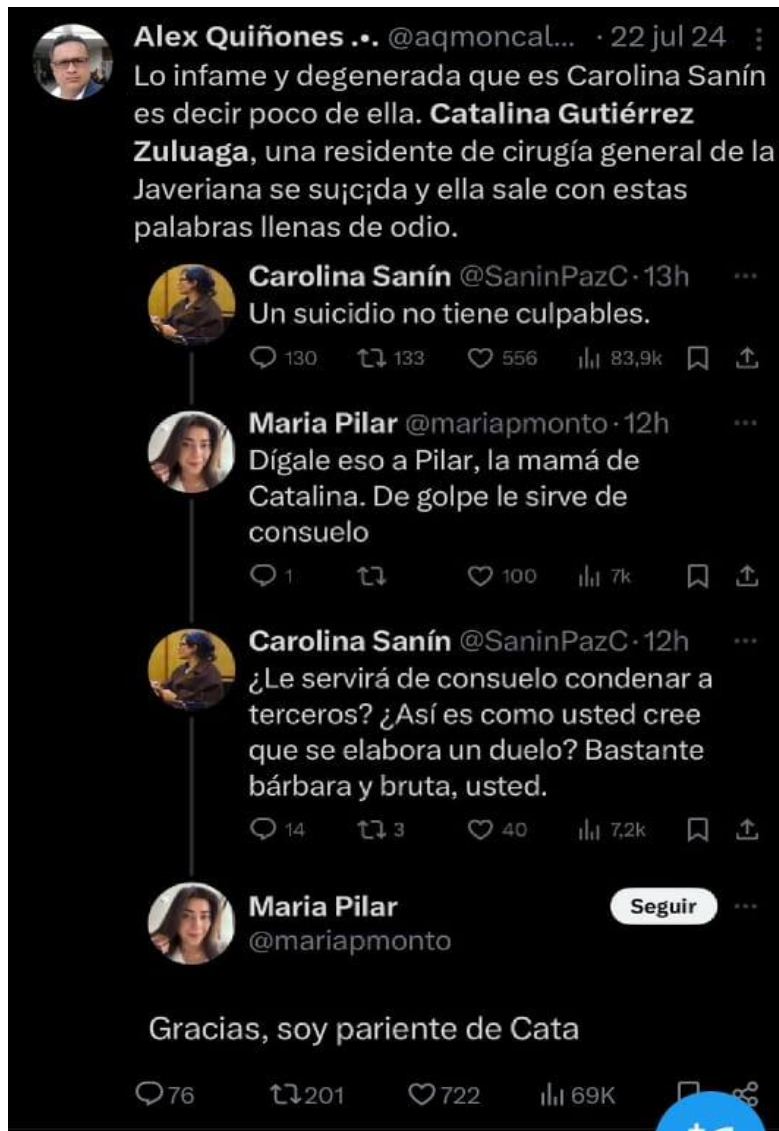 Alex Quiñones .•. @aqmoncal... · 22 jul 24
Lo infame y degenerada que es Carolina Sanín
es decir poco de ella. Catalina Gutiérrez
Zuluaga, una residente de cirugía general de la
Javeriana se su¡c¡da y ella sale con estas
palabras llenas de odio.
Carolina Sanín @SaninPazC·13h
Un suicidio no tiene culpables.
130 133 556 83,9k
Maria Pilar @mariapmonto·12h
Dígale eso a Pilar, la mamá de
Catalina. De golpe le sirve de
consuelo
1 100 7k
Carolina Sanín @SaninPazC·12h
¿Le servirá de consuelo condenar a
terceros? ¿Así es como usted cree
que se elabora un duelo? Bastante
bárbara y bruta, usted.
14 3 40 7,2k
Maria Pilar
Seguir
@mariapmonto
Gracias, soy pariente de Cata
76 201 722 69K